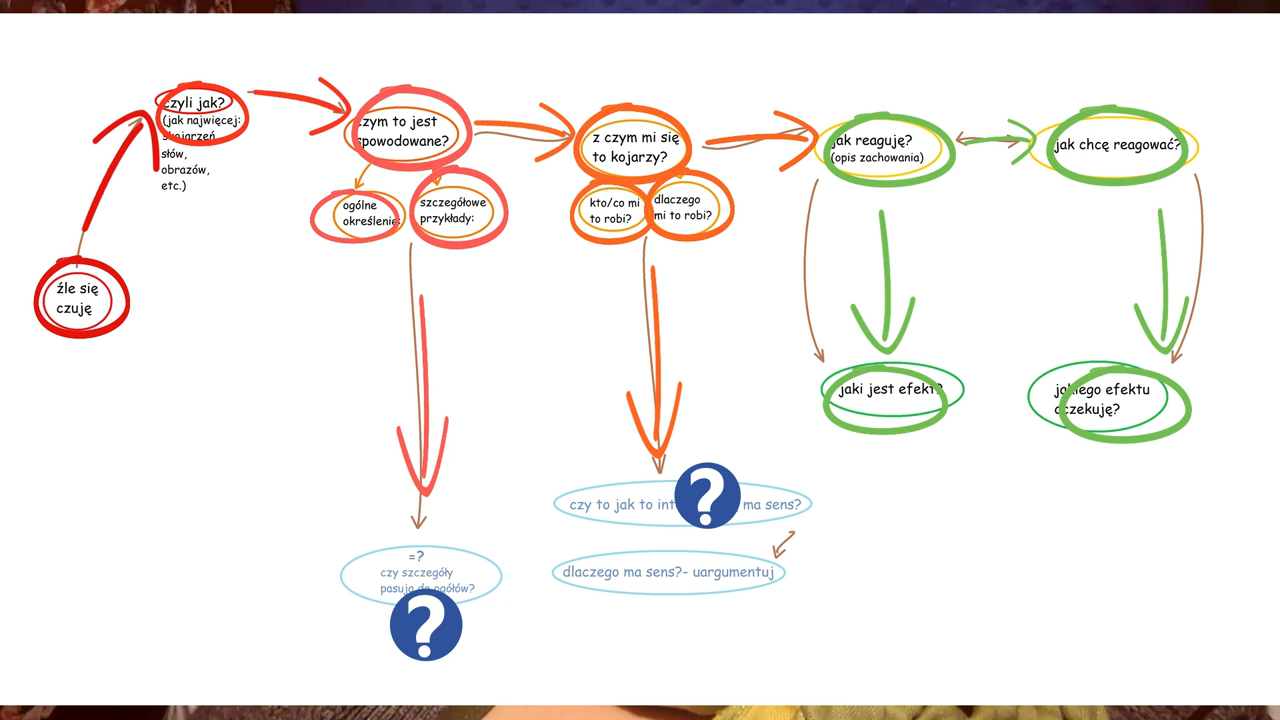 czyli jak?
(jak najwięcej:
skojarzeń,
słów,
obrazów,
etc.)
źle się
czuję
czym to jest
spowodowane?
ogólne
określenie:
szczegółowe
przykłady:
z czym mi się
to kojarzy?
kto/co mi
to robi?
dlaczego
mi to robi?
jak reaguję?
(opis zachowania)
jak chcę reagować?
jaki jest efekt?
jakiego efektu
oczekuję?
=?
czy szczegóły
pasują do ogółów?
?
czy to jak to ma sens?
?
dlaczego ma sens?- uargumentuj